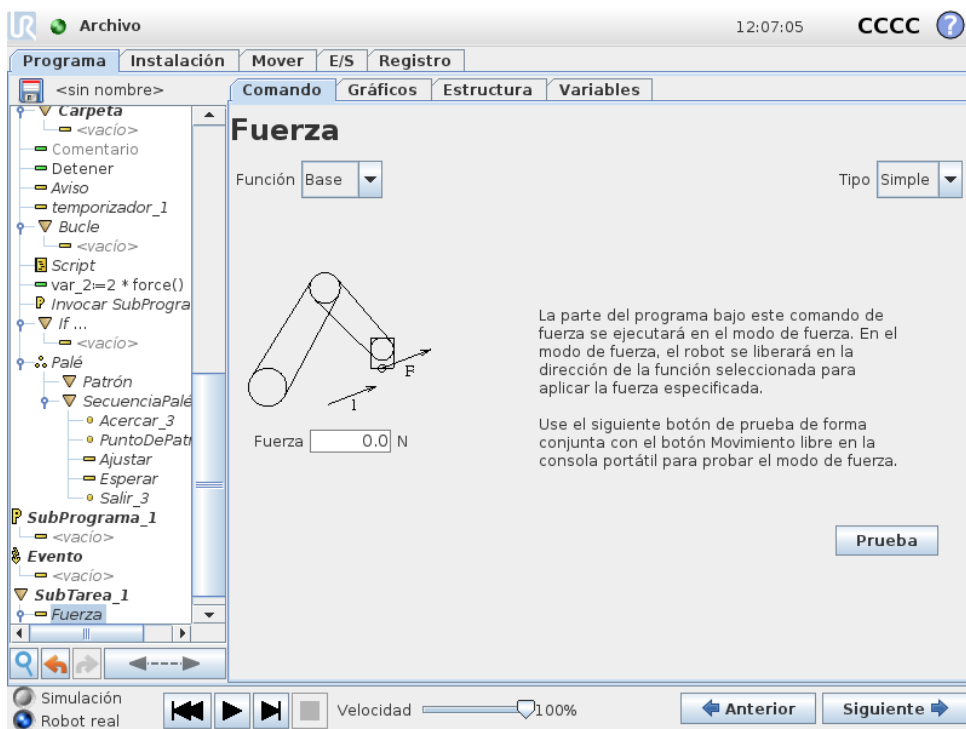 UR Archivo 12:07:05 CCCC ?
Programa Instalación Mover E/S Registro
<sin nombre> Comando Gráficos Estructura Variables
Carpeta
<vacío>
Comentario
Detener
Aviso
temporizador_1
Bucle
<vacío>
Script
var_2:=2 * force()
Invocar SubProgra
If ...
<vacío>
Palé
Patrón
SecuenciaPalé
Acercar_3
PuntoDePatr
Ajustar
Esperar
Salir_3
SubPrograma_1
<vacío>
Evento
<vacío>
SubTarea_1
Fuerza
Fuerza
Función Base Tipo Simple
F
1
Fuerza 0.0 N
La parte del programa bajo este comando de
fuerza se ejecutará en el modo de fuerza. En el
modo de fuerza, el robot se liberará en la
dirección de la función seleccionada para
aplicar la fuerza especificada.
Use el siguiente botón de prueba de forma
conjunta con el botón Movimiento libre en la
consola portátil para probar el modo de fuerza.
Prueba
Simulación
Robot real
Velocidad 100%
Anterior Siguiente